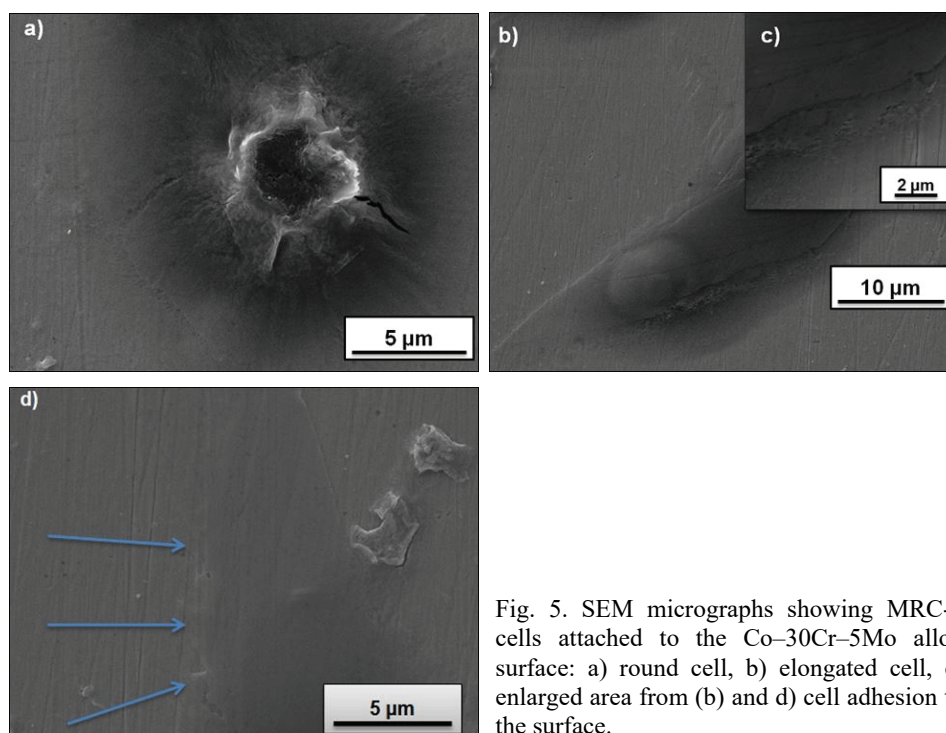 a)
5 µm
b)
c)
2 µm
10 µm
d)
5 µm
Fig. 5. SEM micrographs showing MRC-
cells attached to the Co–30Cr–5Mo
surface: a) round cell, b) elongated cell,
enlarged area from (b) and d) cell adhesion
the surface.